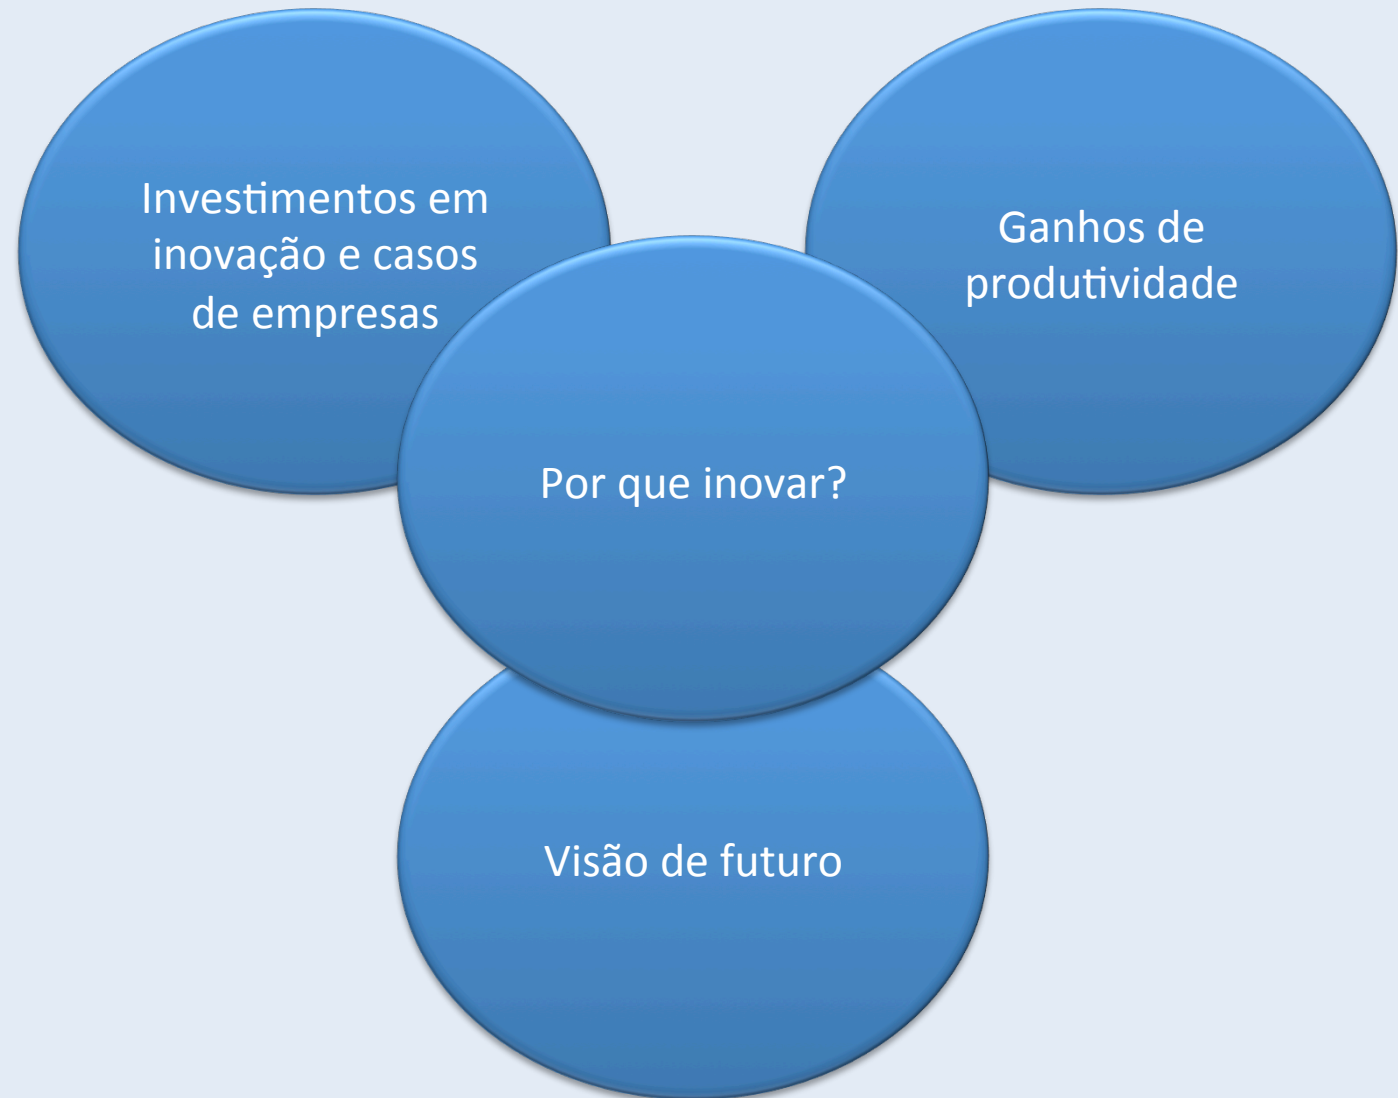 Investimentos em
inovação e casos
de empresas
Ganhos de
produtividade
Por que inovar?
Visão de futuro